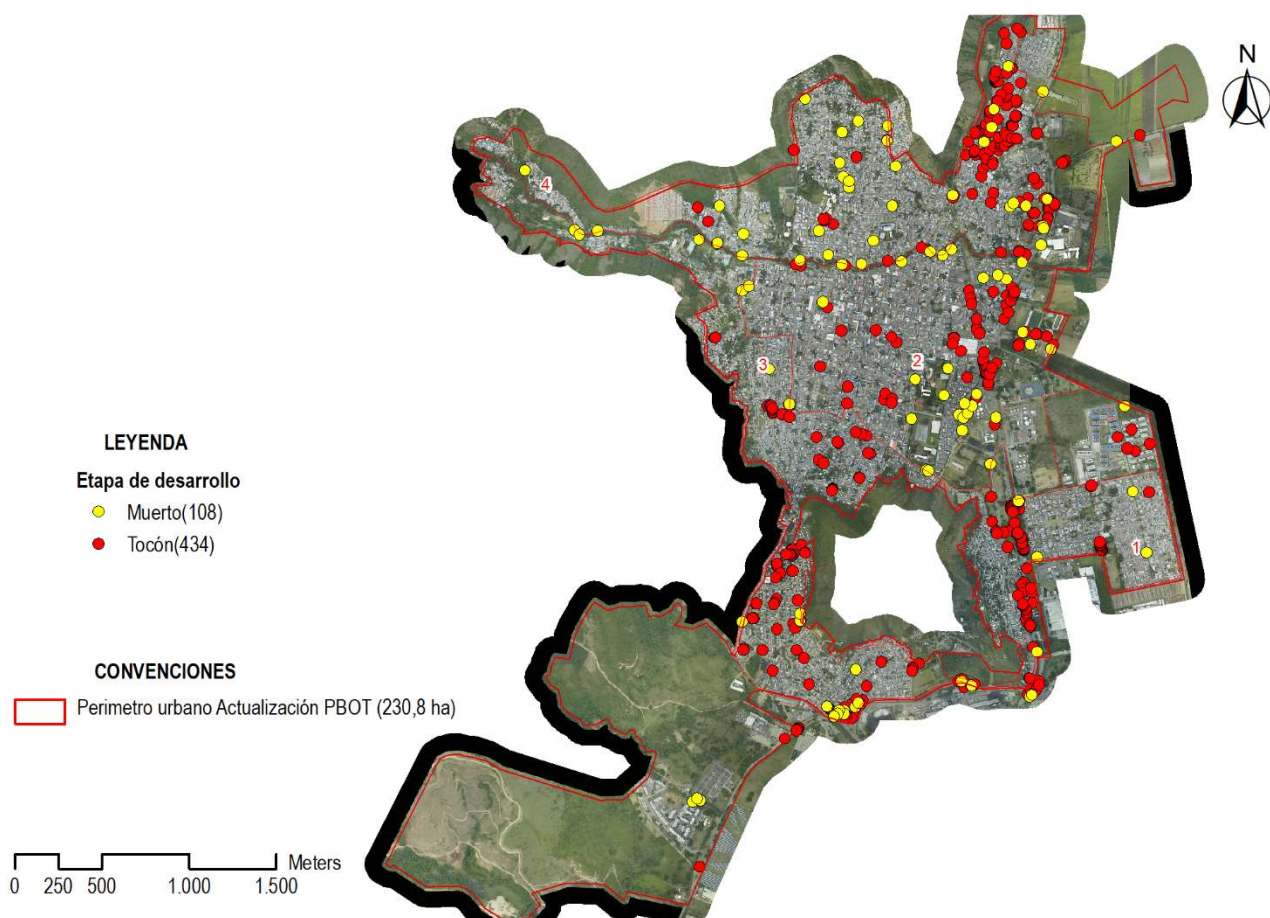 N
4
3
2
1
LEYENDA
Etapa de desarrollo
Muerto(108)
Tocón(434)
CONVENCIONES
Perimetro urbano Actualización PBOT (230,8 ha)
Meters
0 250 500 1.000 1.500